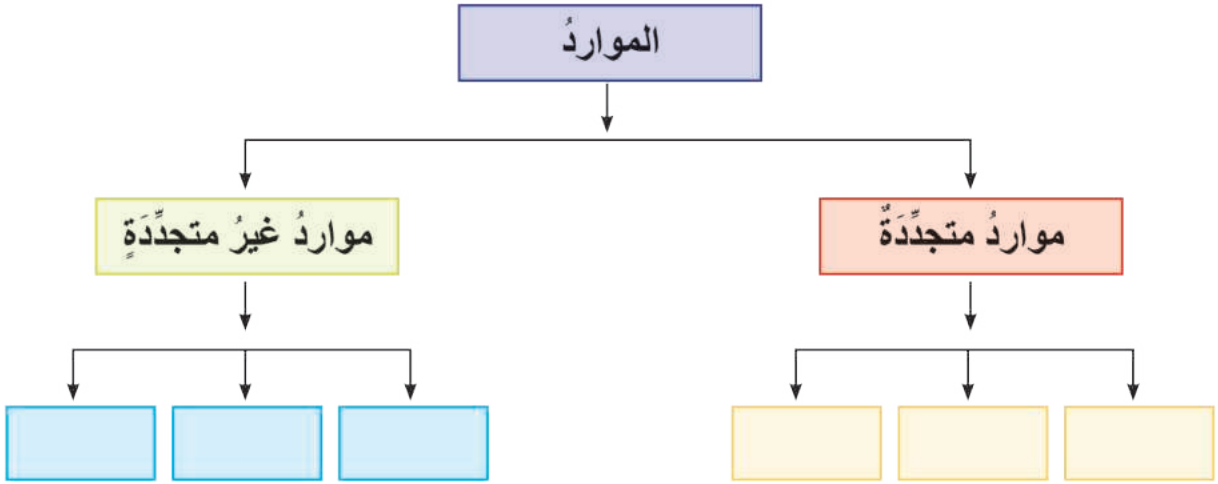 المواردُ
مواردُ متجدِّدَةٌ
مواردُ غيرُ متجدِّدَةٍ